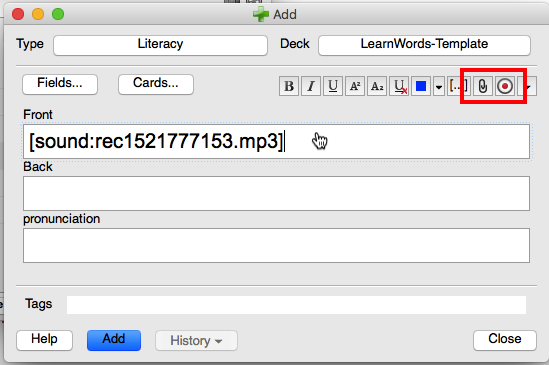 Add
Type Literacy Deck LearnWords-Template
Fields... Cards... B I U A² A₂ U [...]
Front
[sound:rec1521777153.mp3]
Back
pronunciation
Tags
Help Add History Close